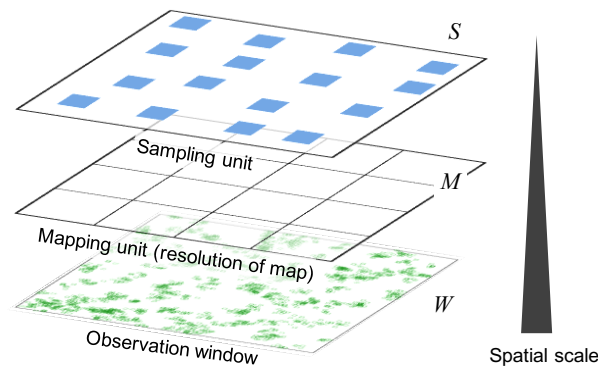 S
Sampling unit
M
Mapping unit (resolution of map)
W
Observation window
Spatial scale